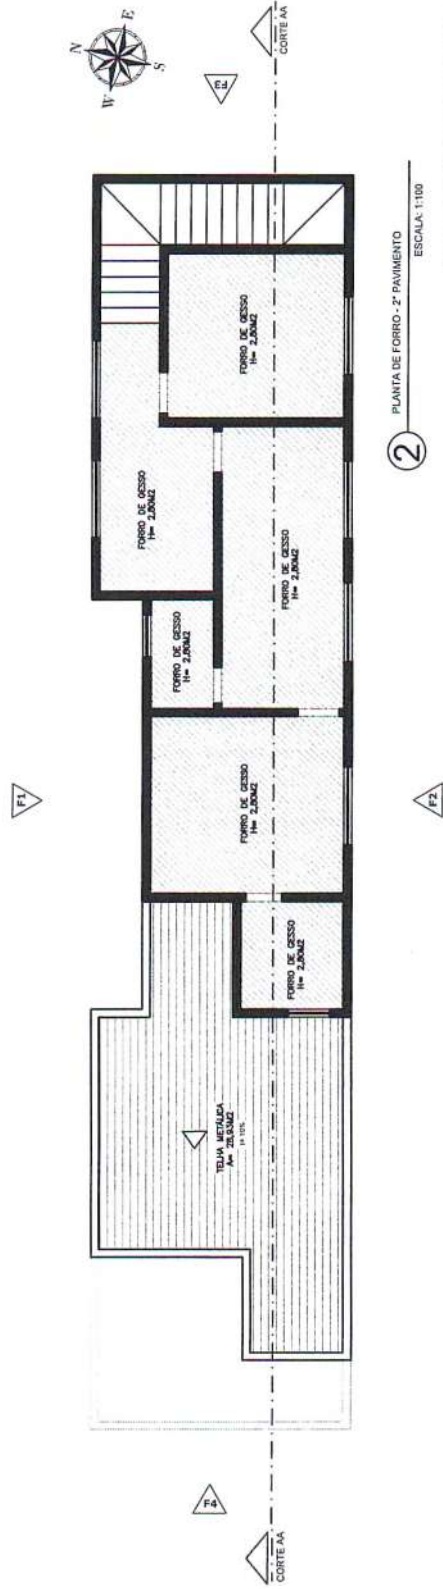 N
E
W
S
CORTE AA
F3
F1
FORRO DE GESSO
H= 2,80M2
FORRO DE GESSO
H= 2,80M2
FORRO DE GESSO
H= 2,80M2
FORRO DE GESSO
H= 2,80M2
FORRO DE GESSO
H= 2,80M2
FORRO DE GESSO
H= 2,80M2
TELHA METÁLICA
A= 28,93M2
i= 10%
F4
CORTE AA
F2
2
PLANTA DE FORRO - 2° PAVIMENTO
ESCALA: 1:100